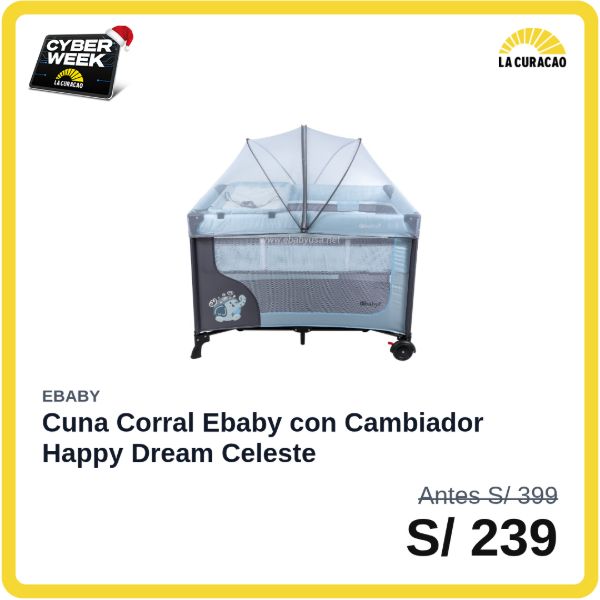 CYBER
WEEK
LA CURACAO
LA CURACAO
www.ebabyusa.net
ebaby
EBABY
Cuna Corral Ebaby con Cambiador
Happy Dream Celeste
Antes S/ 399
S/ 239